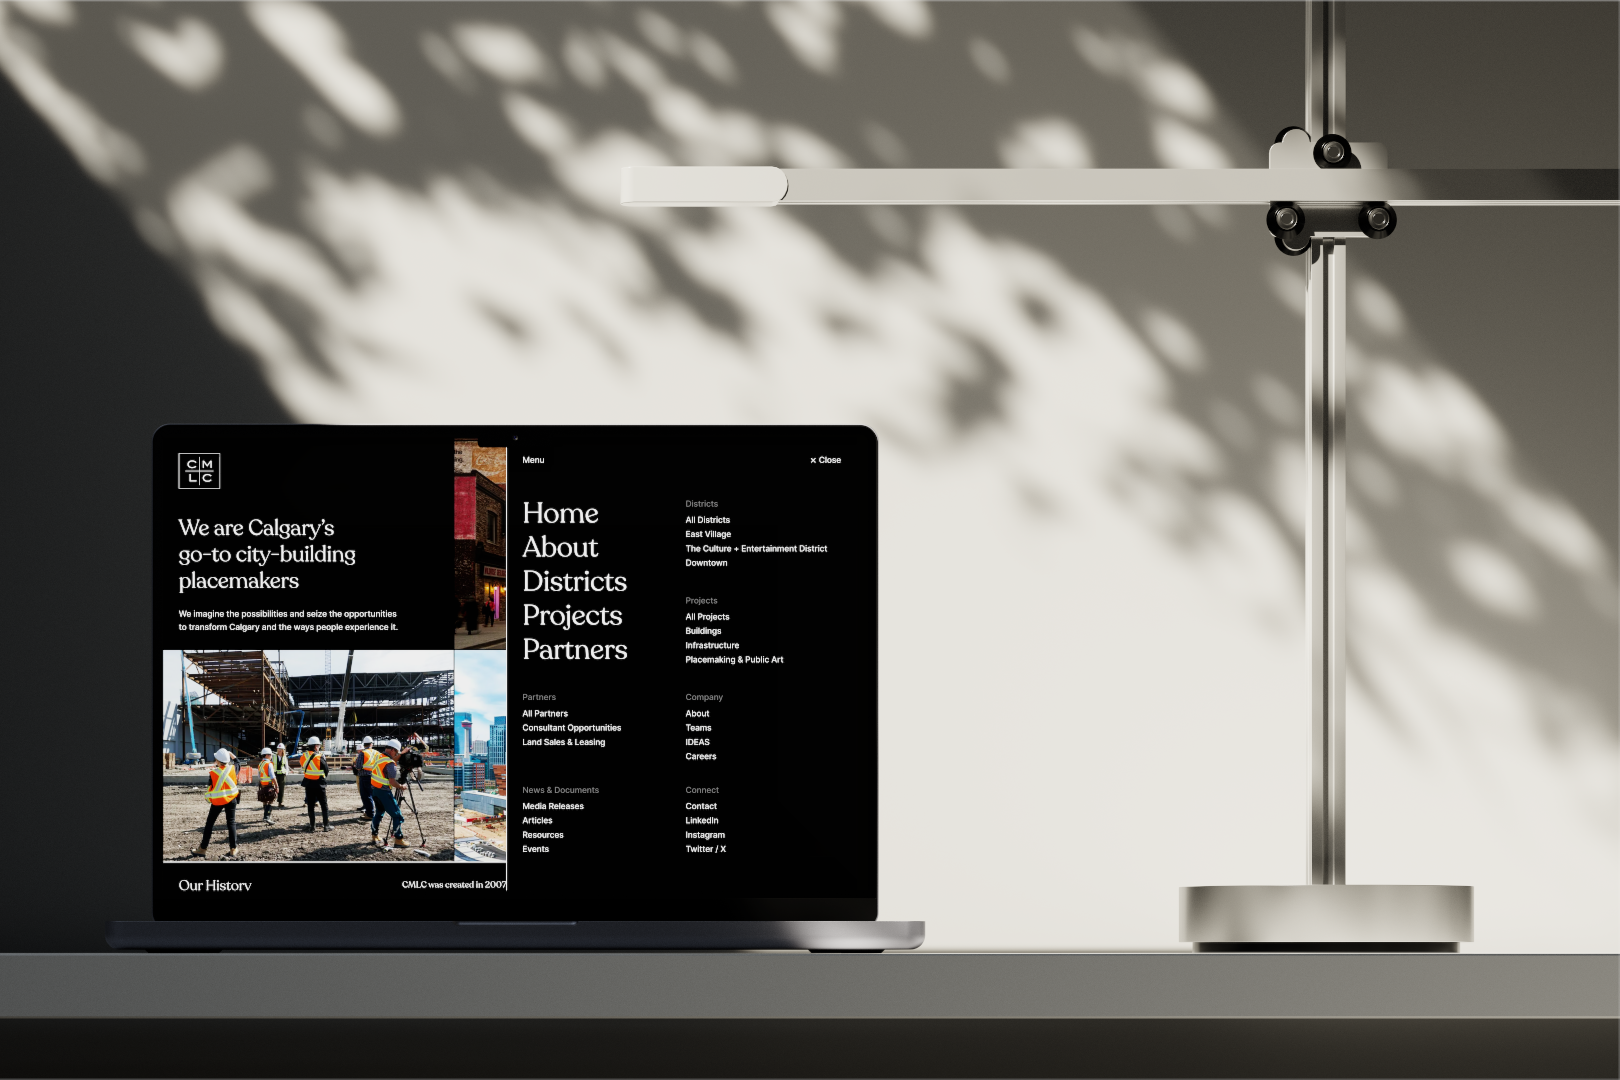 CM
LC
We are Calgary's
go-to city-building
placemakers
We imagine the possibilities and seize the opportunities
to transform Calgary and the ways people experience it.
Our History
CMLC was created in 2007
Menu
× Close
Home
About
Districts
Projects
Partners
Districts
All Districts
East Village
The Culture + Entertainment District
Downtown
Projects
All Projects
Buildings
Infrastructure
Placemaking & Public Art
Partners
All Partners
Consultant Opportunities
Land Sales & Leasing
Company
About
Teams
IDEAS
Careers
News & Documents
Media Releases
Articles
Resources
Events
Connect
Contact
LinkedIn
Instagram
Twitter / X